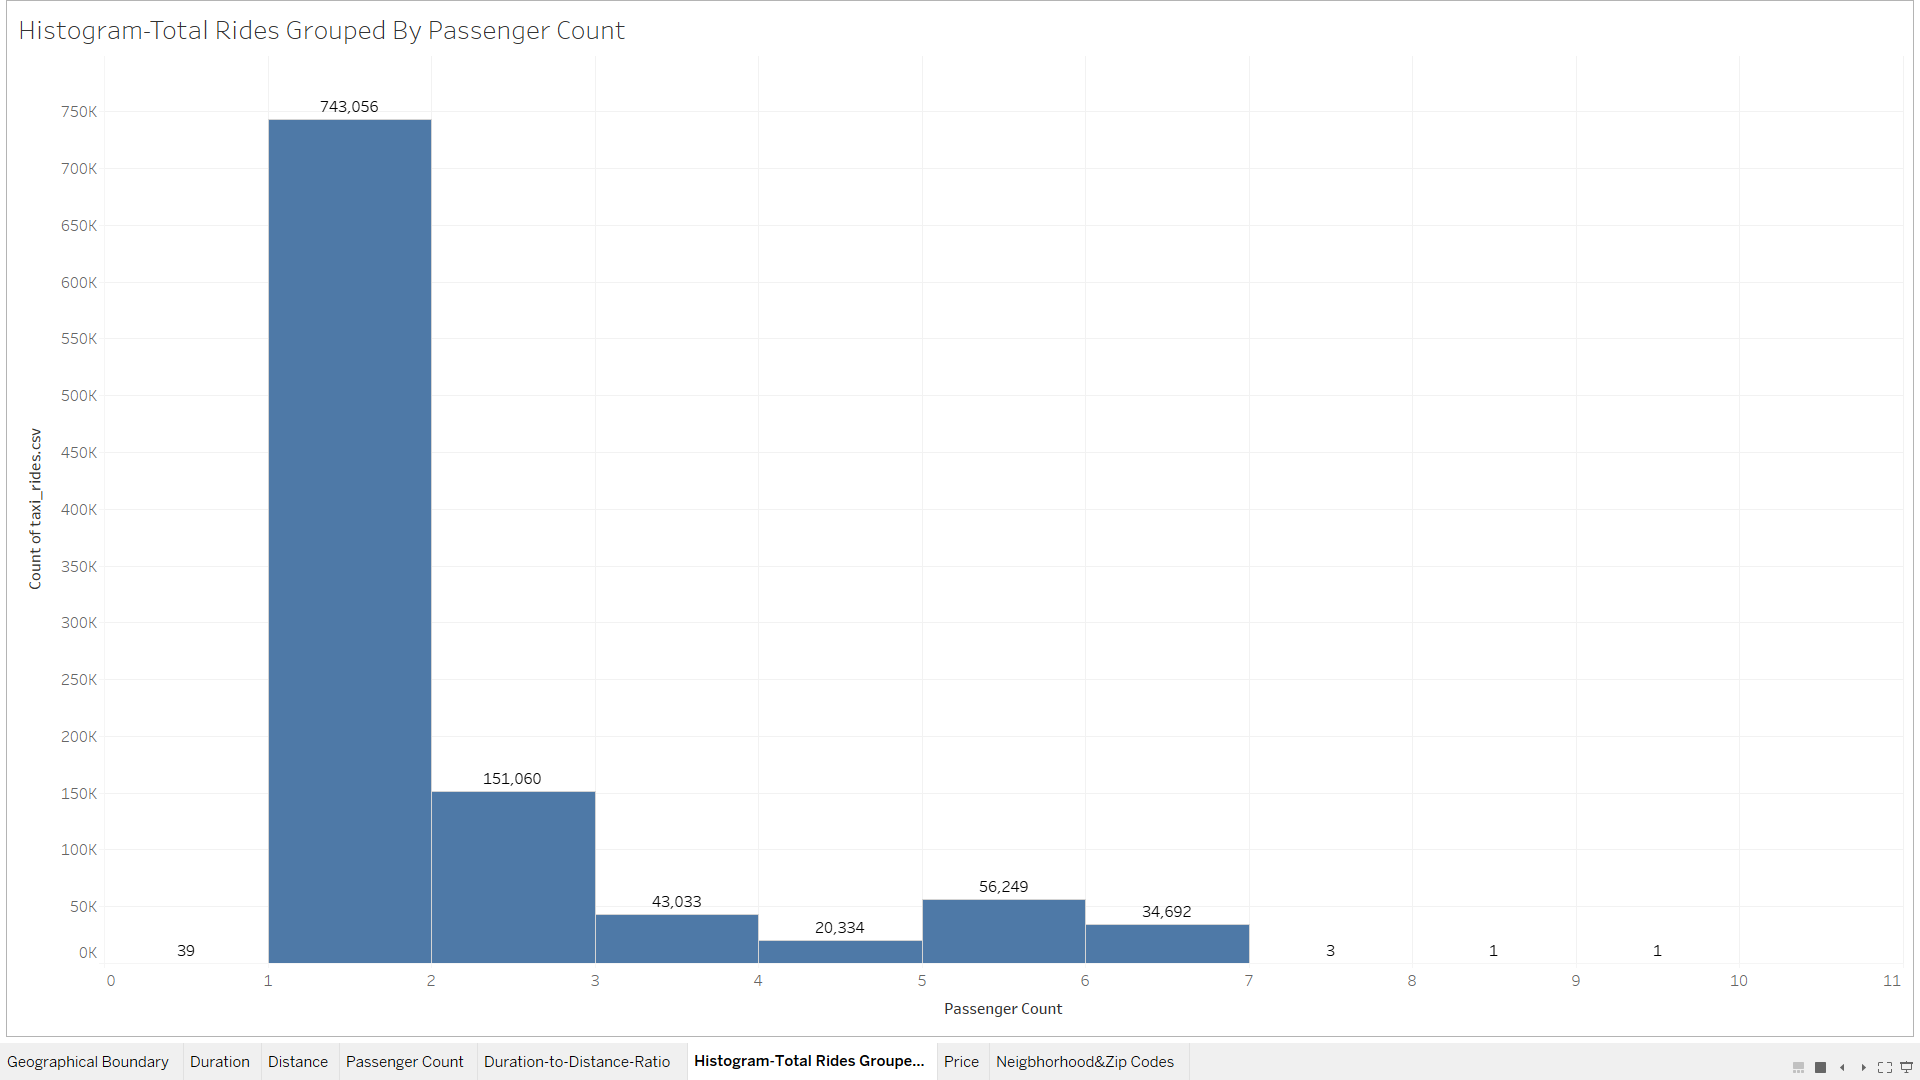 Histogram-Total Rides Grouped By Passenger Count
750K
700K
650K
600K
550K
500K
450K
400K
350K
300K
250K
200K
150K
100K
50K
0K
Count of taxi_rides.csv
39
743,056
151,060
43,033
20,334
56,249
34,692
3
1
1
0 1 2 3 4 5 6 7 8 9 10 11
Passenger Count
Geographical Boundary Duration Distance Passenger Count Duration-to-Distance-Ratio Histogram-Total Rides Groupe... Price Neigbhorhood&Zip Codes